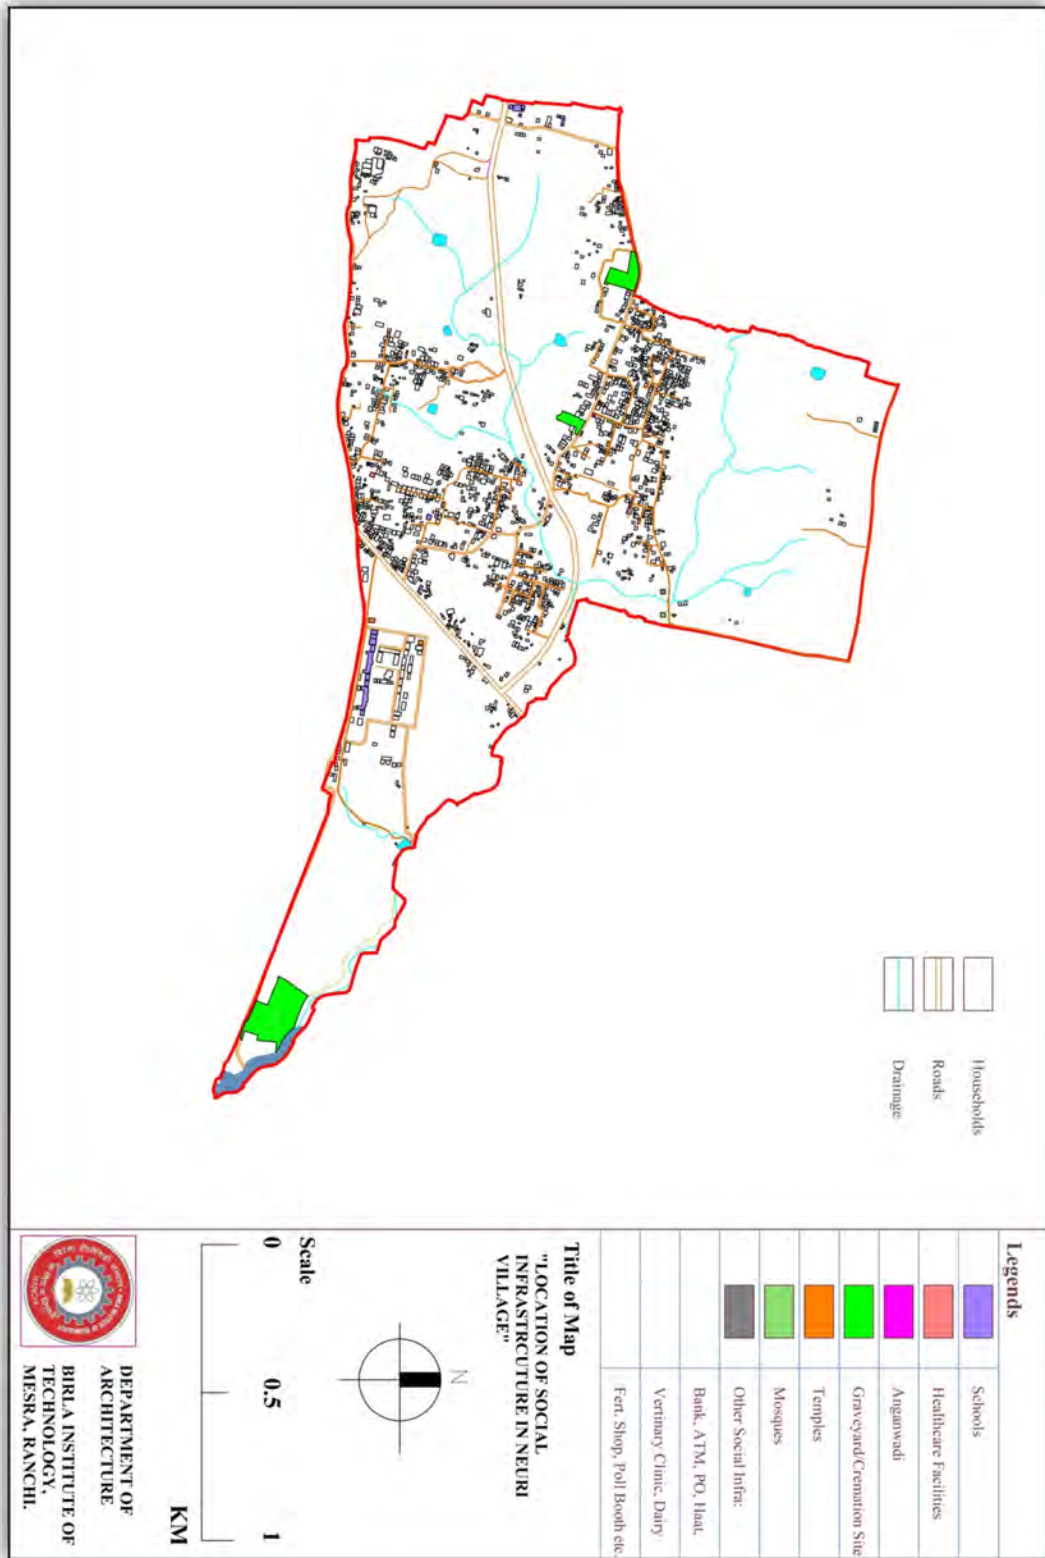 Households
Roads
Drainage
Legends
Schools
Healthcare Facilities
Anganwadi
Graveyard/Cremation Site
Temples
Mosques
Other Social Infra:
Bank, ATM, PO, Haat,
Vertinary Clinic, Dairy
Fert. Shop, Poll Booth etc.
Title of Map
"LOCATION OF SOCIAL
INFRASTRCUTURE IN NEURI
VILLAGE"
N
Scale
0 0.5 1
KM
DEPARTMENT OF
ARCHITECTURE
BIRLA INSTITUTE OF
TECHNOLOGY,
MESRA, RANCHI.